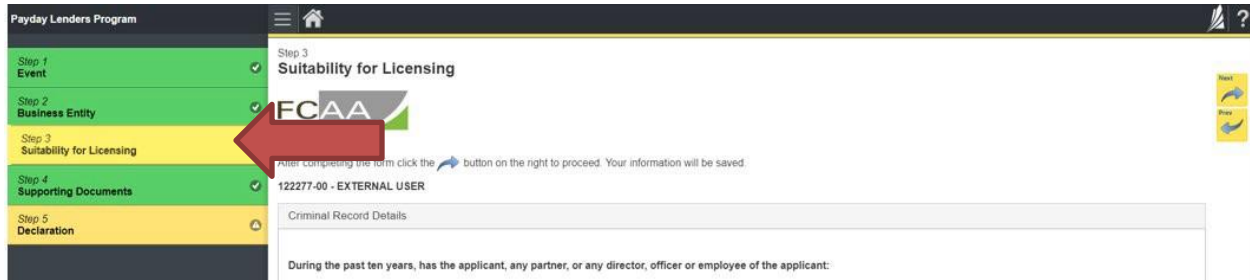 Payday Lenders Program
?
Step 1
Event
Step 2
Business Entity
Step 3
Suitability for Licensing
Step 4
Supporting Documents
Step 5
Declaration
Step 3
Suitability for Licensing
FCAA
After completing the form click the button on the right to proceed. Your information will be saved.
122277-00 - EXTERNAL USER
Criminal Record Details
During the past ten years, has the applicant, any partner, or any director, officer or employee of the applicant:
Next
Prev